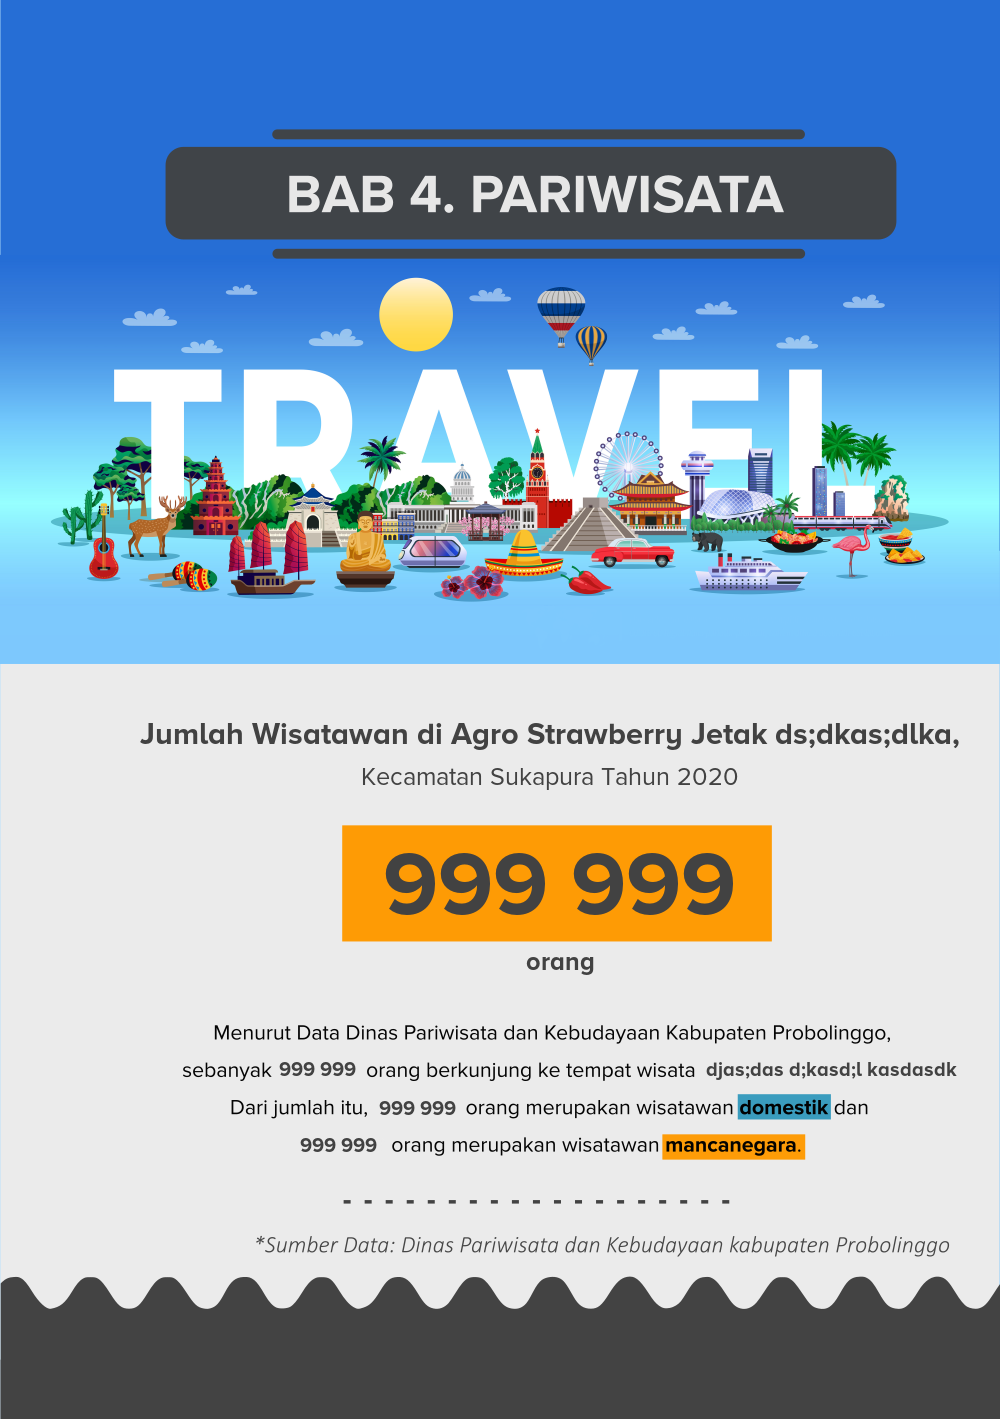 BAB 4. PARIWISATA
TRAVEL
Jumlah Wisatawan di Agro Strawberry Jetak ds;dkas;dlka,
Kecamatan Sukapura Tahun 2020
999 999
orang
Menurut Data Dinas Pariwisata dan Kebudayaan Kabupaten Probolinggo,
sebanyak 999 999 orang berkunjung ke tempat wisata djas;das d;kasd;l kasdasdk
Dari jumlah itu, 999 999 orang merupakan wisatawan domestik dan
999 999 orang merupakan wisatawan mancanegara.
- - - - - - - - - - - - - - - - - - -
*Sumber Data: Dinas Pariwisata dan Kebudayaan kabupaten Probolinggo